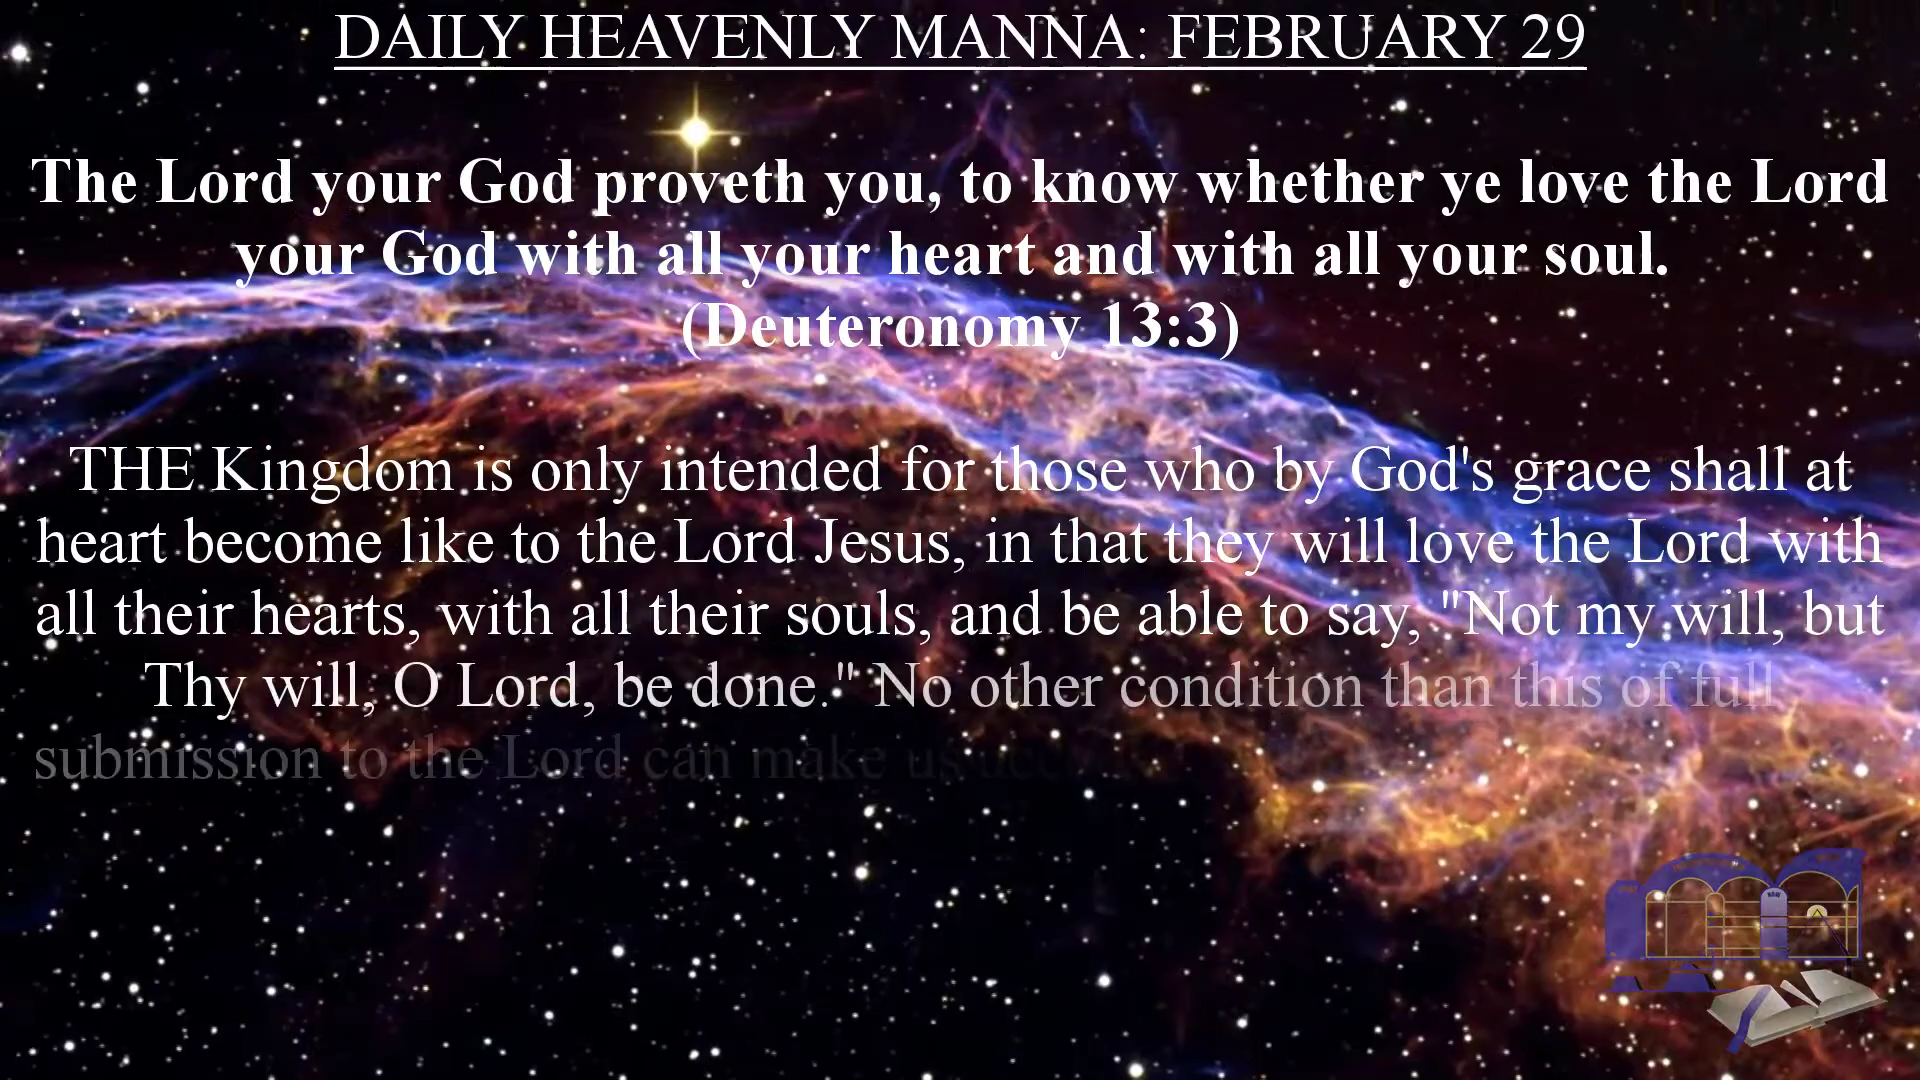 DAILY HEAVENLY MANNA: FEBRUARY 29
The Lord your God proveth you, to know whether ye love the Lord
your God with all your heart and with all your soul.
(Deuteronomy 13:3)
THE Kingdom is only intended for those who by God's grace shall at
heart become like to the Lord Jesus, in that they will love the Lord with
all their hearts, with all their souls, and be able to say, "Not my will, but
Thy will, O Lord, be done." No other condition than this of full
submission to the Lord can make us